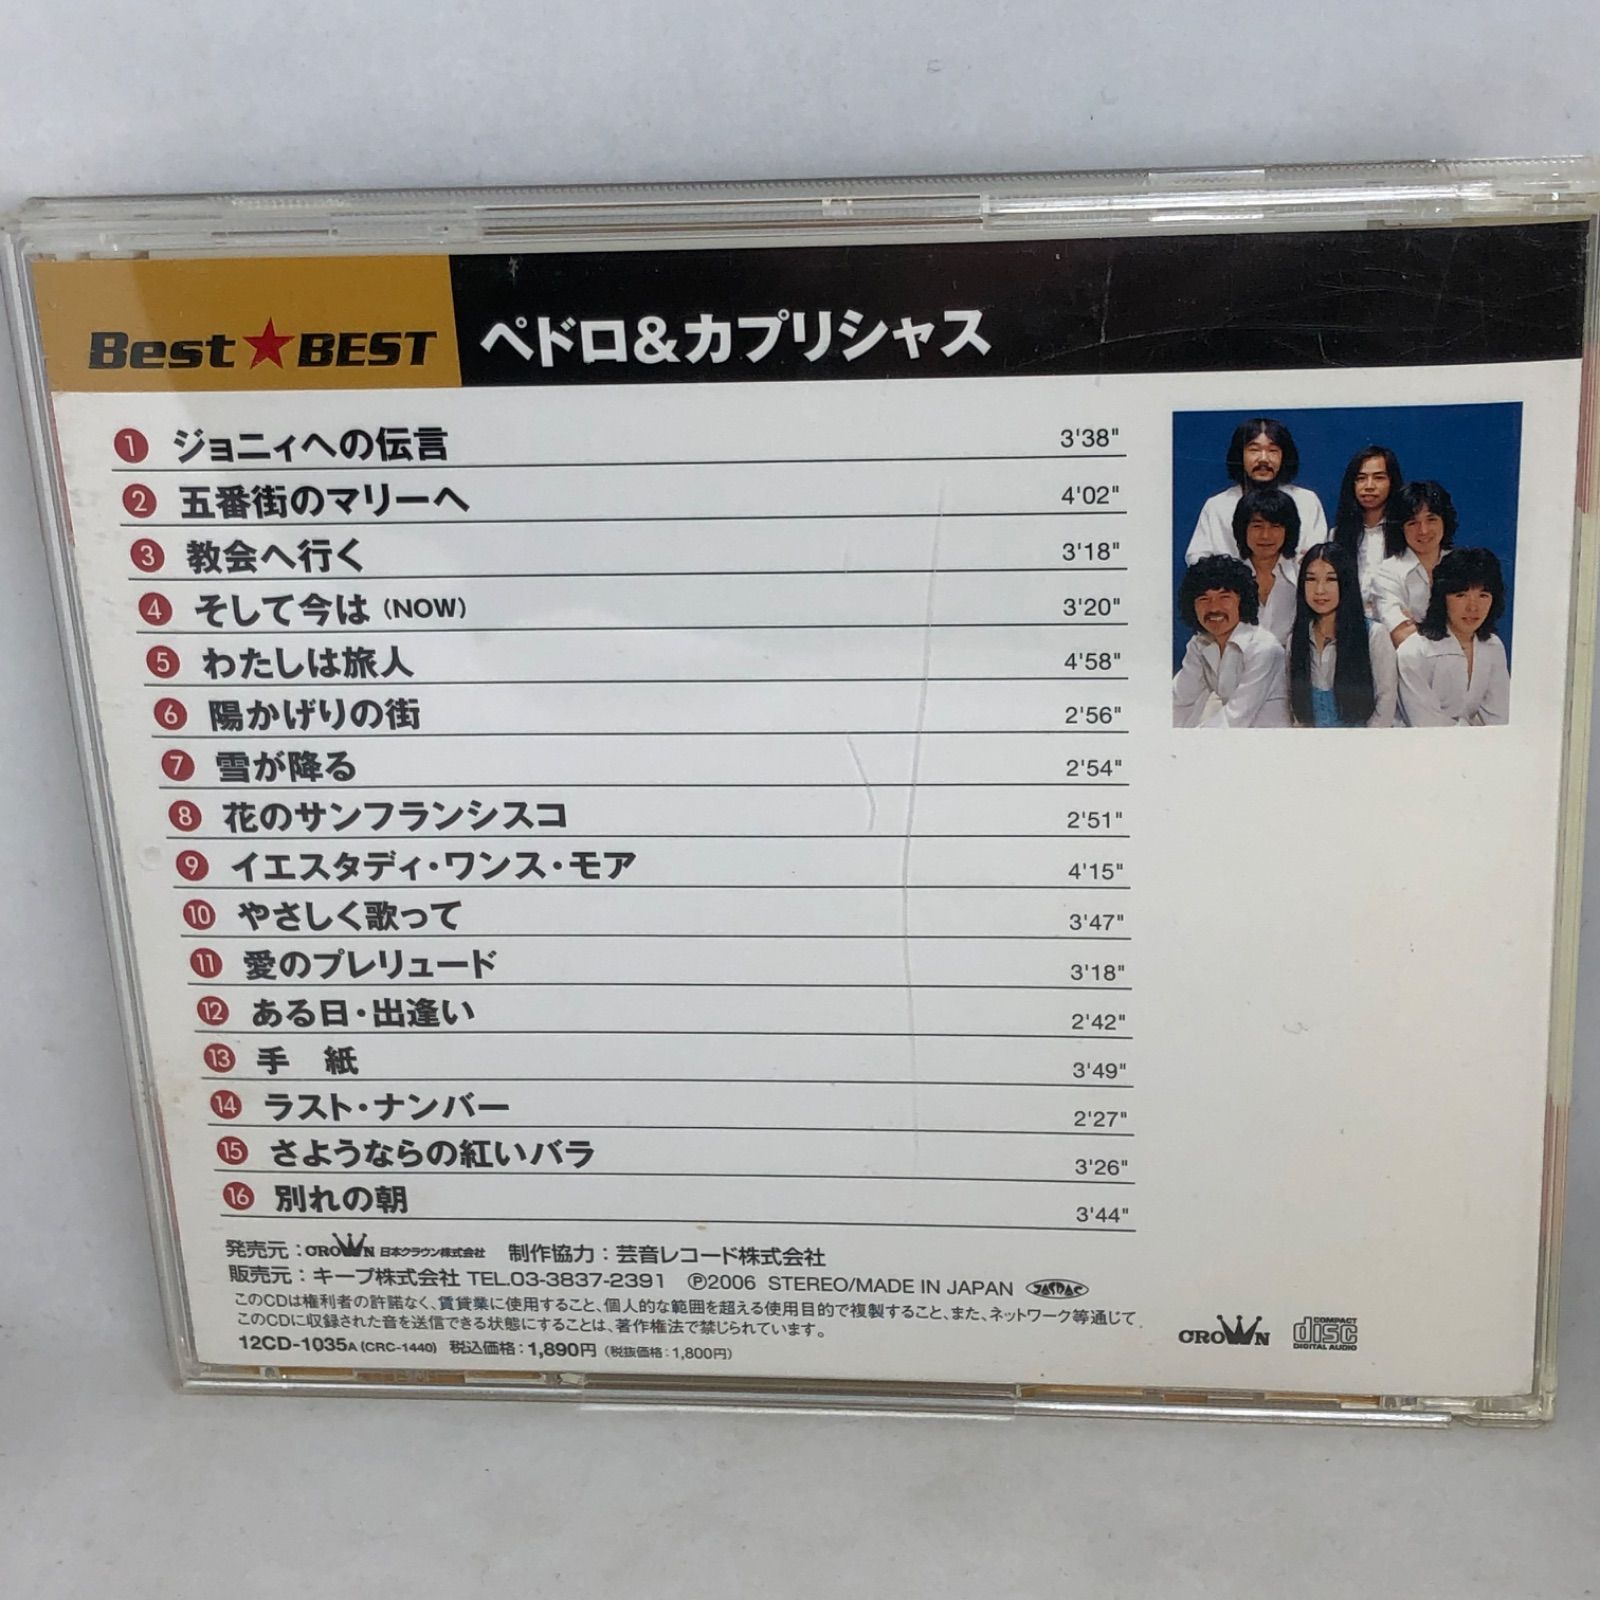 Best★BEST ペドロ&カプリシャス
1 ジョニィへの伝言 3'38"
2 五番街のマリーへ 4'02"
3 教会へ行く 3'18"
4 そして今は (NOW) 3'20"
5 わたしは旅人 4'58"
6 陽かげりの街 2'56"
7 雪が降る 2'54"
8 花のサンフランシスコ 2'51"
9 イエスタディ・ワンス・モア 4'15"
10 やさしく歌って 3'47"
11 愛のプレリュード 3'18"
12 ある日・出逢い 2'42"
13 手 紙 3'49"
14 ラスト・ナンバー 2'27"
15 さようならの紅いバラ 3'26"
16 別れの朝 3'44"
発売元:CROWN 日本クラウン株式会社 制作協力:芸音レコード株式会社
販売元:キープ株式会社 TEL.03-3837-2391 ℗2006 STEREO/MADE IN JAPAN JASRAC
このCDは権利者の許諾なく、賃貸業に使用すること、個人的な範囲を超える使用目的で複製すること、また、ネットワーク等通じて
このCDに収録された音を送信できる状態にすることは、著作権法で禁じられています。
12CD-1035A (CRC-1440) 税込価格:1,890円 (税抜価格:1,800円)
CROWN
COMPACT
disc
DIGITAL AUDIO